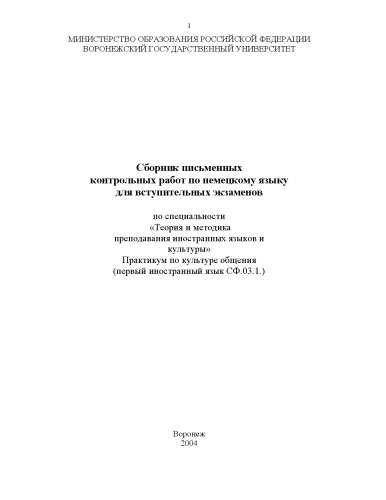 1
МИНИСТЕРСТВО ОБРАЗОВАНИЯ РОССИЙСКОЙ ФЕДЕРАЦИИ
ВОРОНЕЖСКИЙ ГОСУДАРСТВЕННЫЙ УНИВЕРСИТЕТ
Сборник письменных
контрольных работ по немецкому языку
для вступительных экзаменов
по специальности
«Теория и методика
преподавания иностранных языков и
культуры»
Практикум по культуре общения
(первый иностранный язык СФ.03.1.)
Воронеж
2004